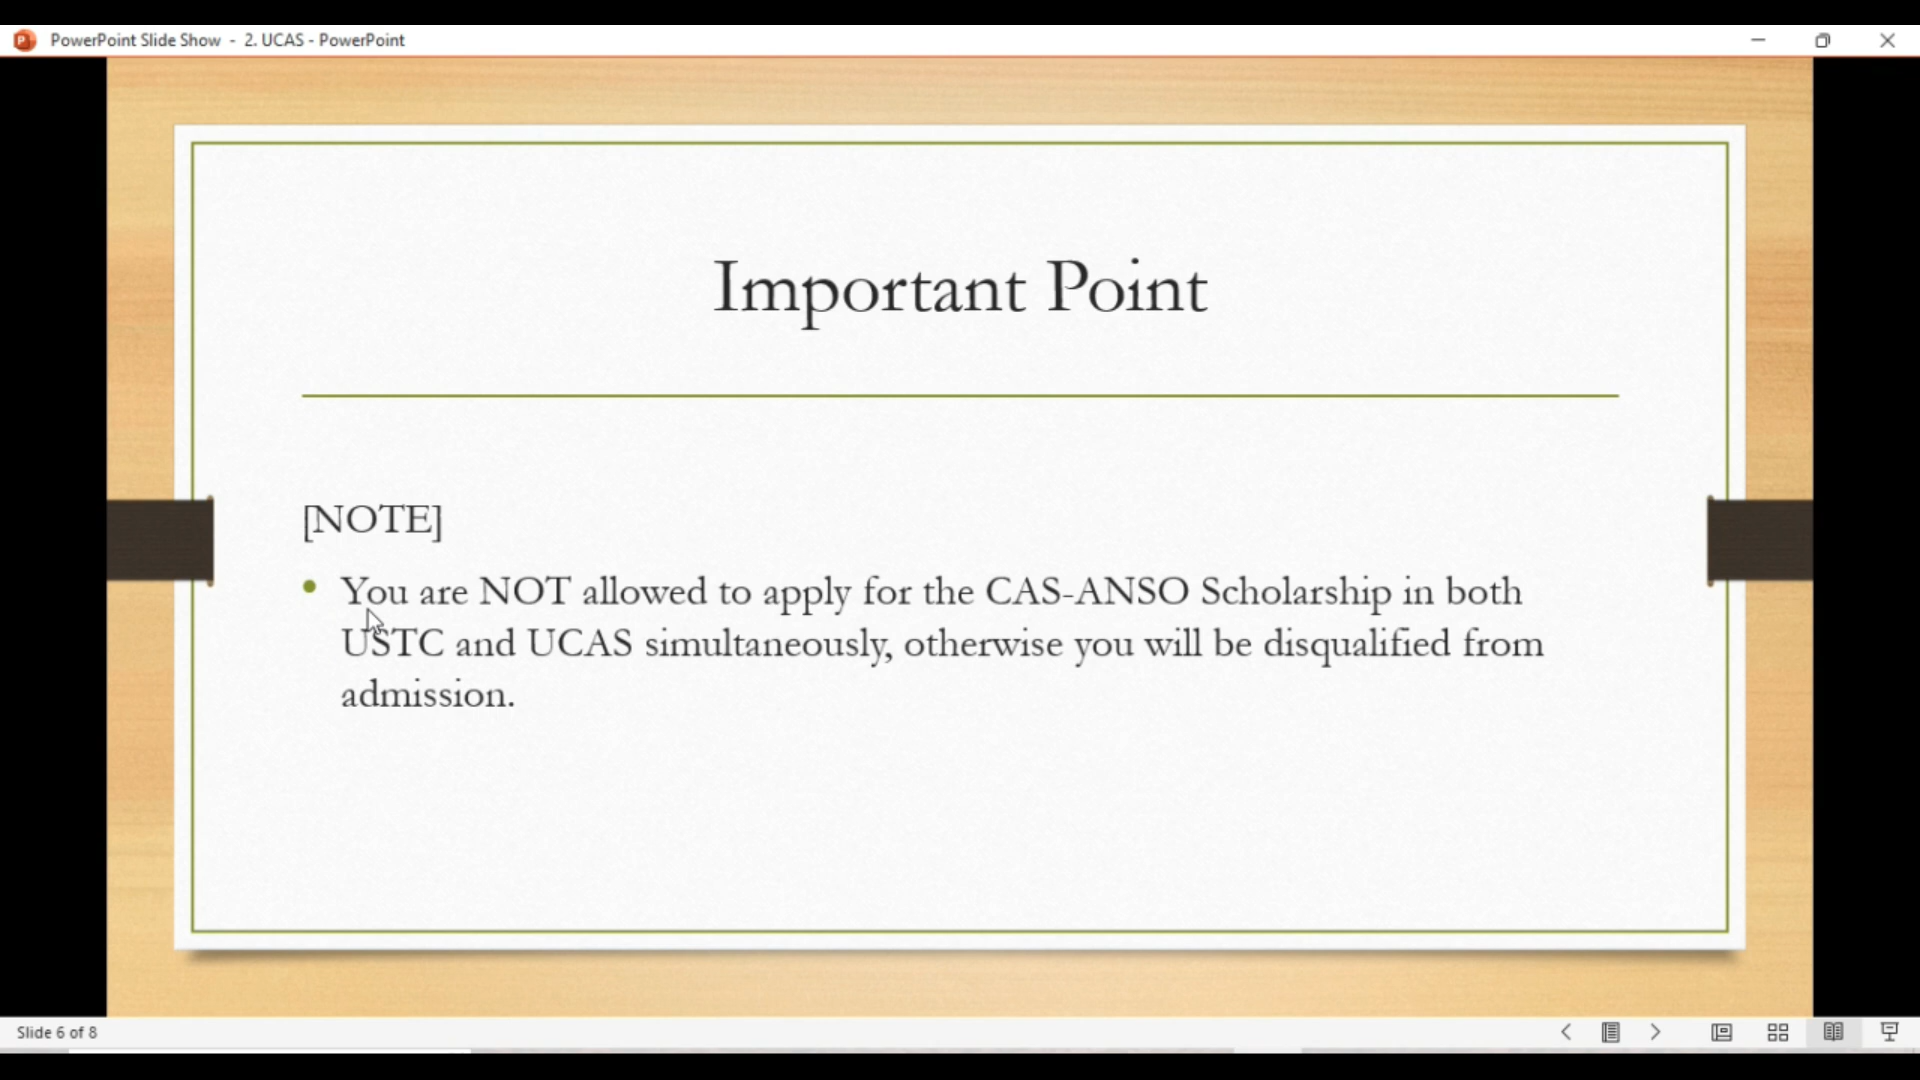 PowerPoint Slide Show - 2. UCAS - PowerPoint
Important Point
[NOTE]
You are NOT allowed to apply for the CAS-ANSO Scholarship in both
USTC and UCAS simultaneously, otherwise you will be disqualified from
admission.
Slide 6 of 8